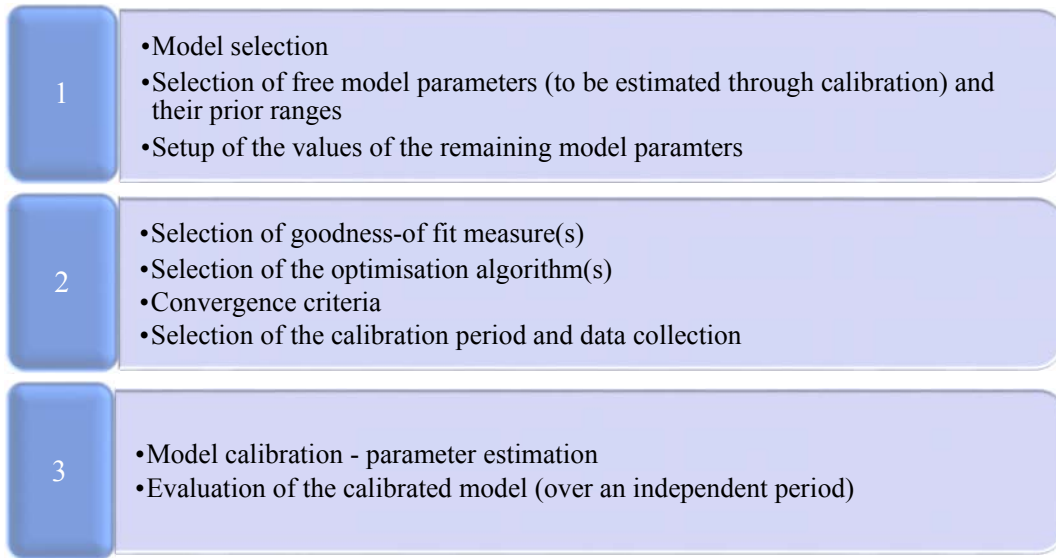 1
•Model selection
•Selection of free model parameters (to be estimated through calibration) and
their prior ranges
•Setup of the values of the remaining model paramters
2
•Selection of goodness-of fit measure(s)
•Selection of the optimisation algorithm(s)
•Convergence criteria
•Selection of the calibration period and data collection
3
•Model calibration - parameter estimation
•Evaluation of the calibrated model (over an independent period)